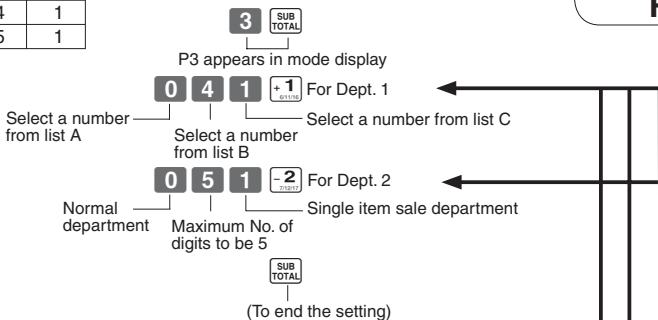 4 1
5 1
3 SUB TOTAL
P3 appears in mode display
0 4 1 + 1 6/11/16 For Dept. 1
Select a number from list A
Select a number from list B
Select a number from list C
0 5 1 - 2 7/12/17 For Dept. 2
Normal department
Maximum No. of digits to be 5
Single item sale department
SUB TOTAL
(To end the setting)